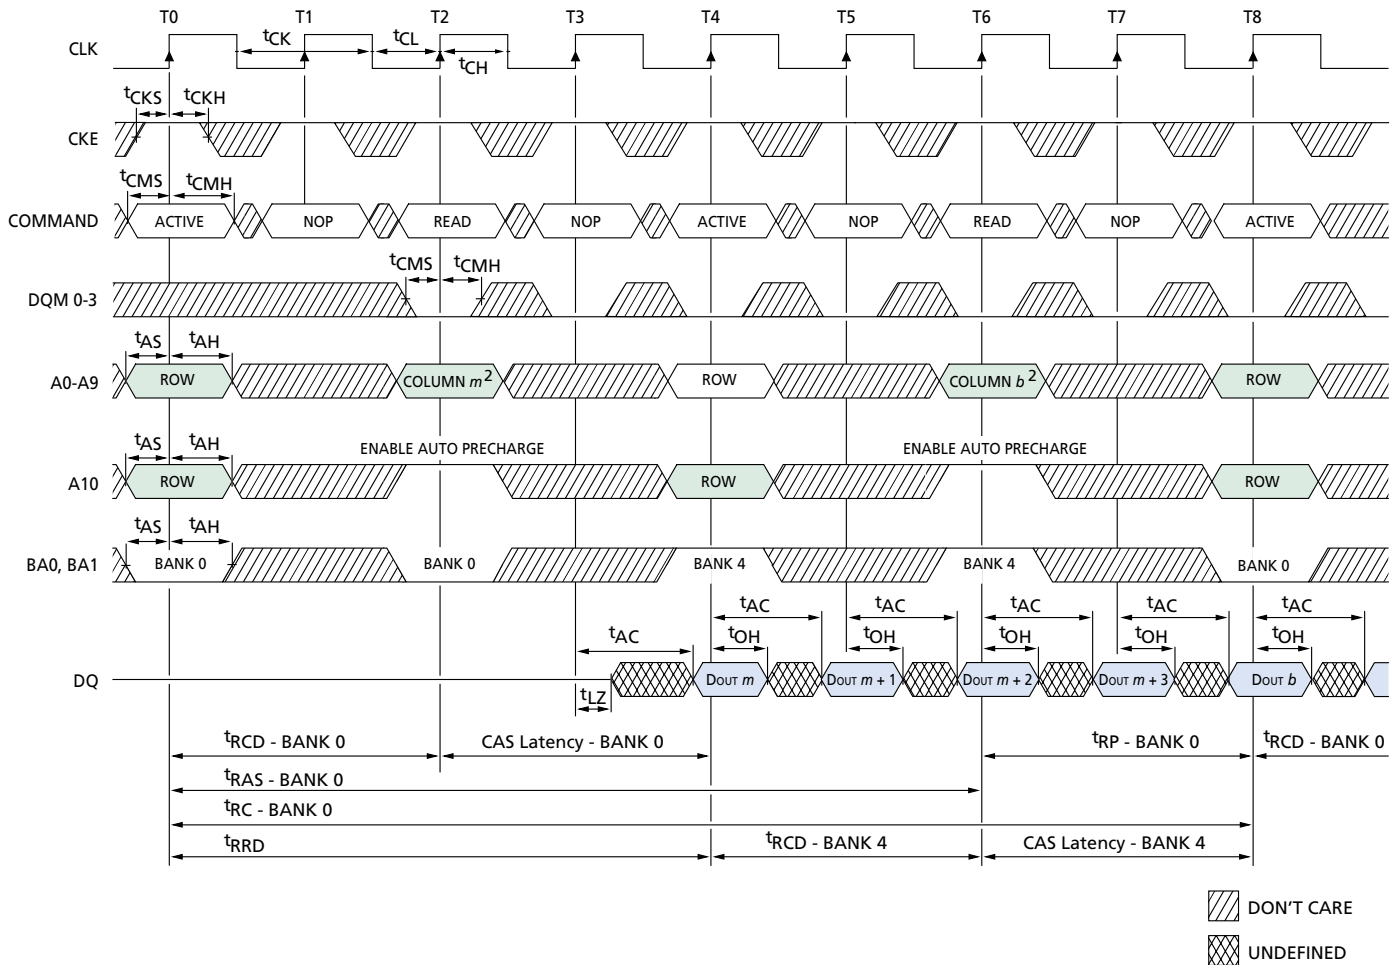 T0 T1 T2 T3 T4 T5 T6 T7 T8
CLK tCK tCL tCH
tCKS tCKH
CKE
tCMS tCMH
COMMAND ACTIVE NOP READ NOP ACTIVE NOP READ NOP ACTIVE
tCMS tCMH
DQM 0-3
tAS tAH
A0-A9 ROW COLUMN m2 ROW COLUMN b2 ROW
tAS tAH ENABLE AUTO PRECHARGE ENABLE AUTO PRECHARGE
A10 ROW ROW ROW
tAS tAH
BA0, BA1 BANK 0 BANK 0 BANK 4 BANK 4 BANK 0
tAC tAC tAC tAC tAC
tAC tOH tOH tOH tOH tOH
DQ DOUT m DOUT m + 1 DOUT m + 2 DOUT m + 3 DOUT b
tLZ
tRCD - BANK 0 CAS Latency - BANK 0 tRP - BANK 0 tRCD - BANK 0
tRAS - BANK 0
tRC - BANK 0
tRRD tRCD - BANK 4 CAS Latency - BANK 4
DON'T CARE
UNDEFINED